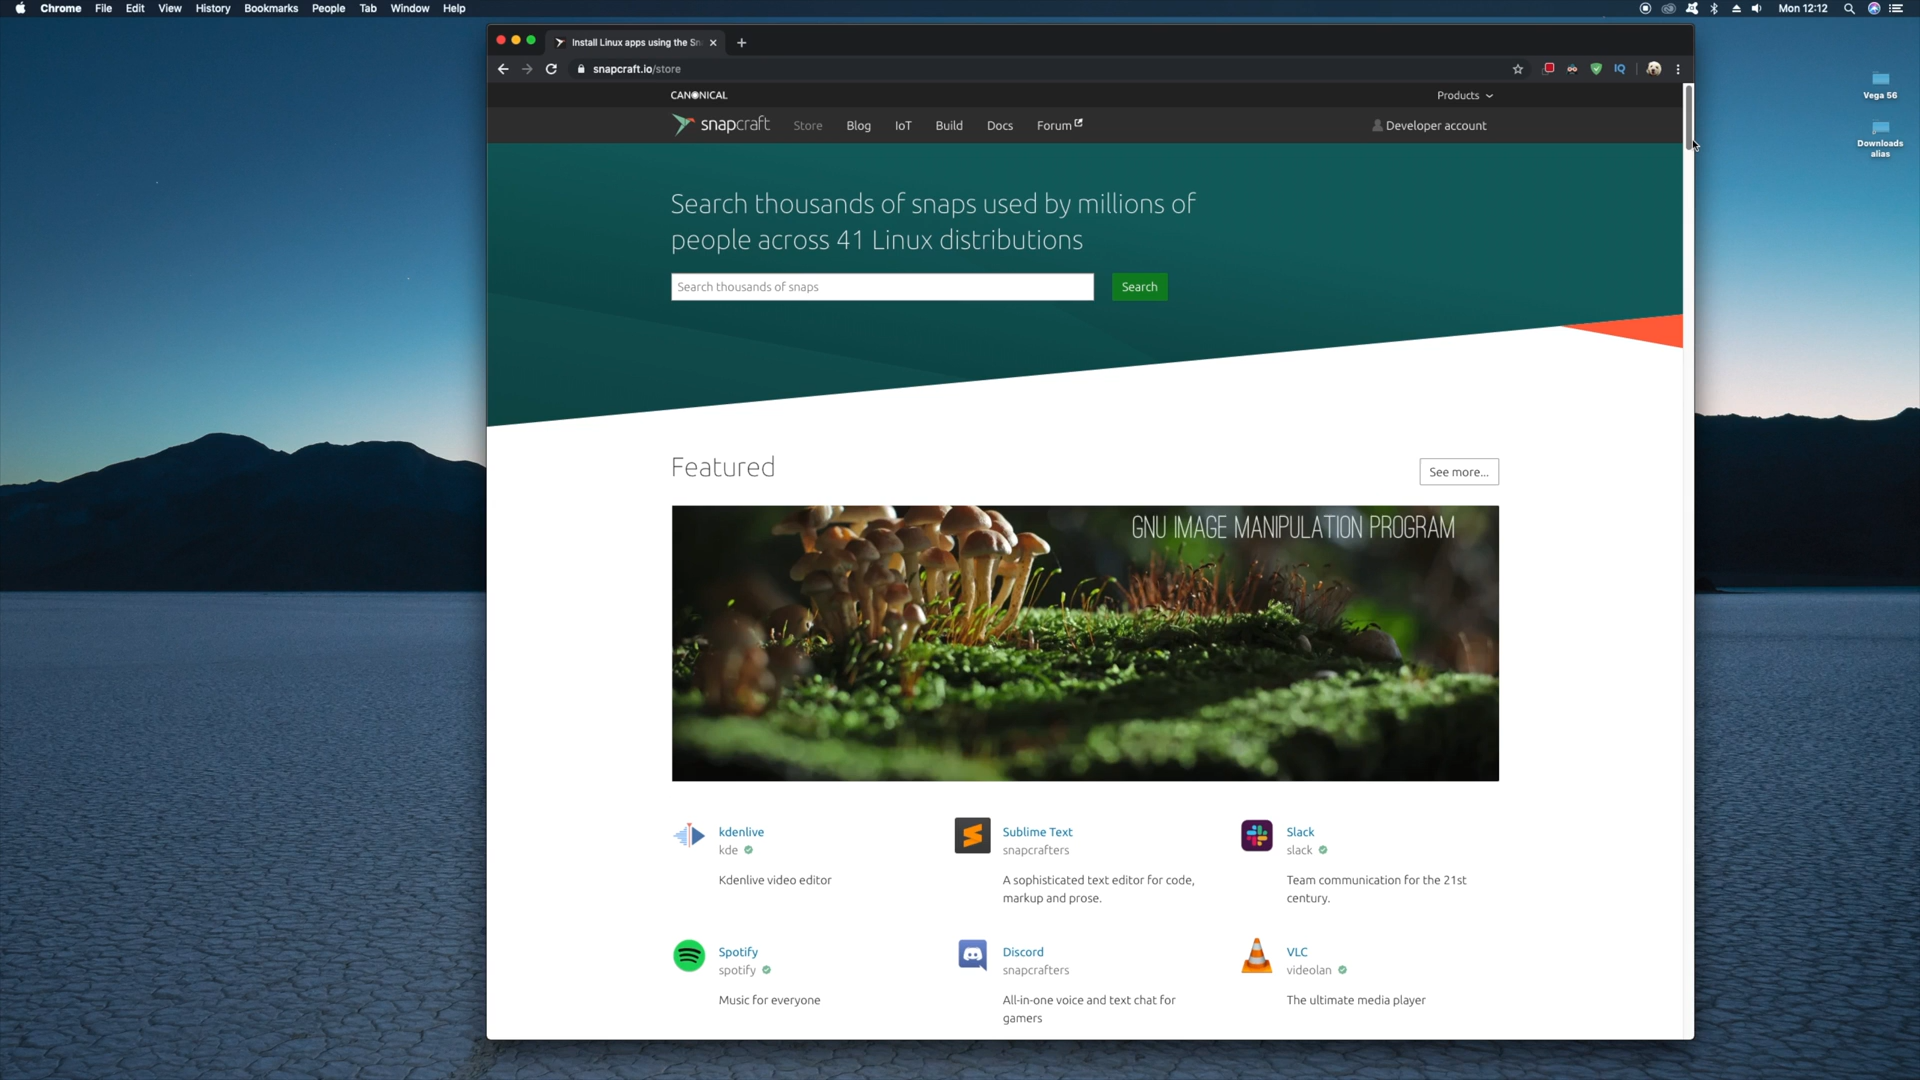 Chrome File Edit View History Bookmarks People Tab Window Help
Mon 12:12
Install Linux apps using the Sn
snapcraft.io/store
IQ
CANONICAL
Products
snapcraft Store Blog IoT Build Docs Forum
Developer account
Search thousands of snaps used by millions of
people across 41 Linux distributions
Search thousands of snaps
Search
Featured
See more...
GNU IMAGE MANIPULATION PROGRAM
kdenlive
kde
Kdenlive video editor
Sublime Text
snapcrafters
A sophisticated text editor for code,
markup and prose.
Slack
slack
Team communication for the 21st
century.
Spotify
spotify
Music for everyone
Discord
snapcrafters
All-in-one voice and text chat for
gamers
VLC
videolan
The ultimate media player
Vega 56
Downloads
alias